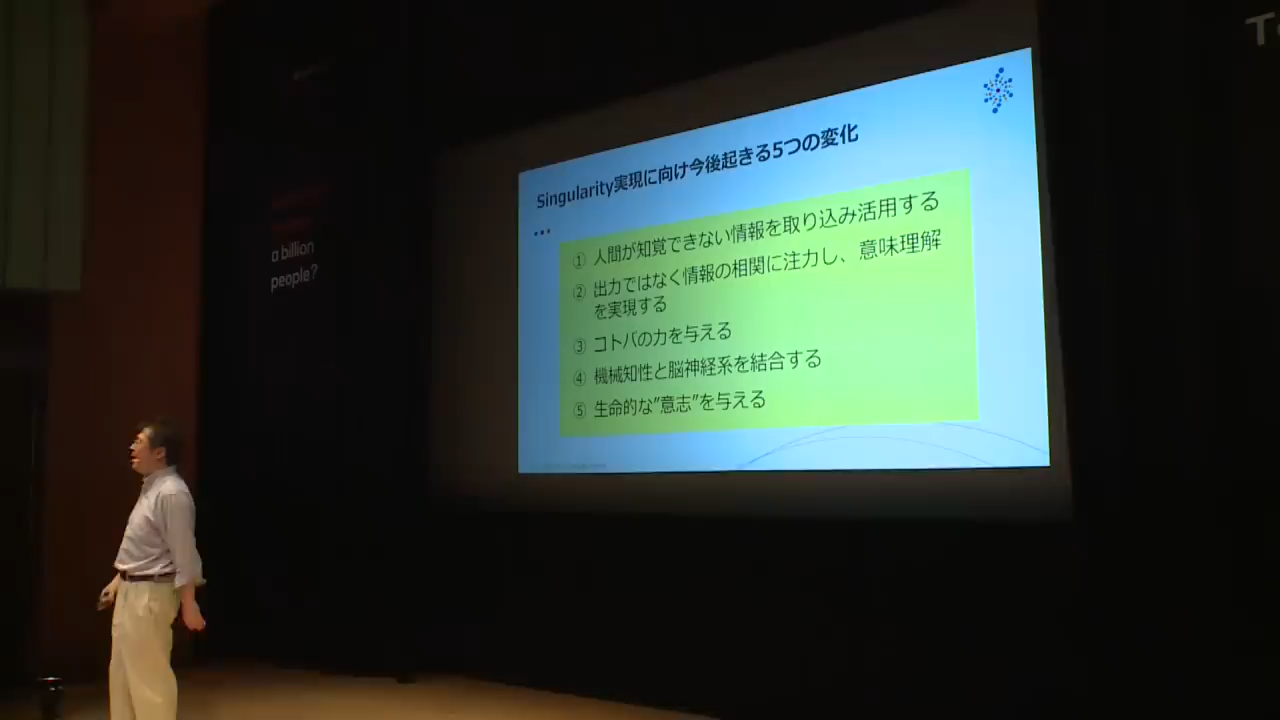 Singularity実現に向け今後起きる5つの変化
① 人間が知覚できない情報を取り込み活用する
② 出力ではなく情報の相関に注力し、意味理解
を実現する
③ コトバの力を与える
④ 機械知性と脳神経系を結合する
⑤ 生命的な”意志”を与える
a billion
people?